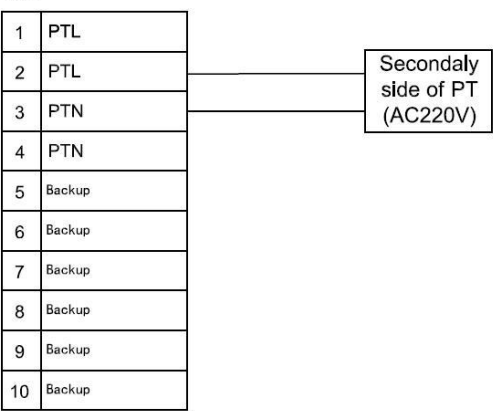 1 PTL
2 PTL
3 PTN
4 PTN
5 Backup
6 Backup
7 Backup
8 Backup
9 Backup
10 Backup
Secondaly
side of PT
(AC220V)